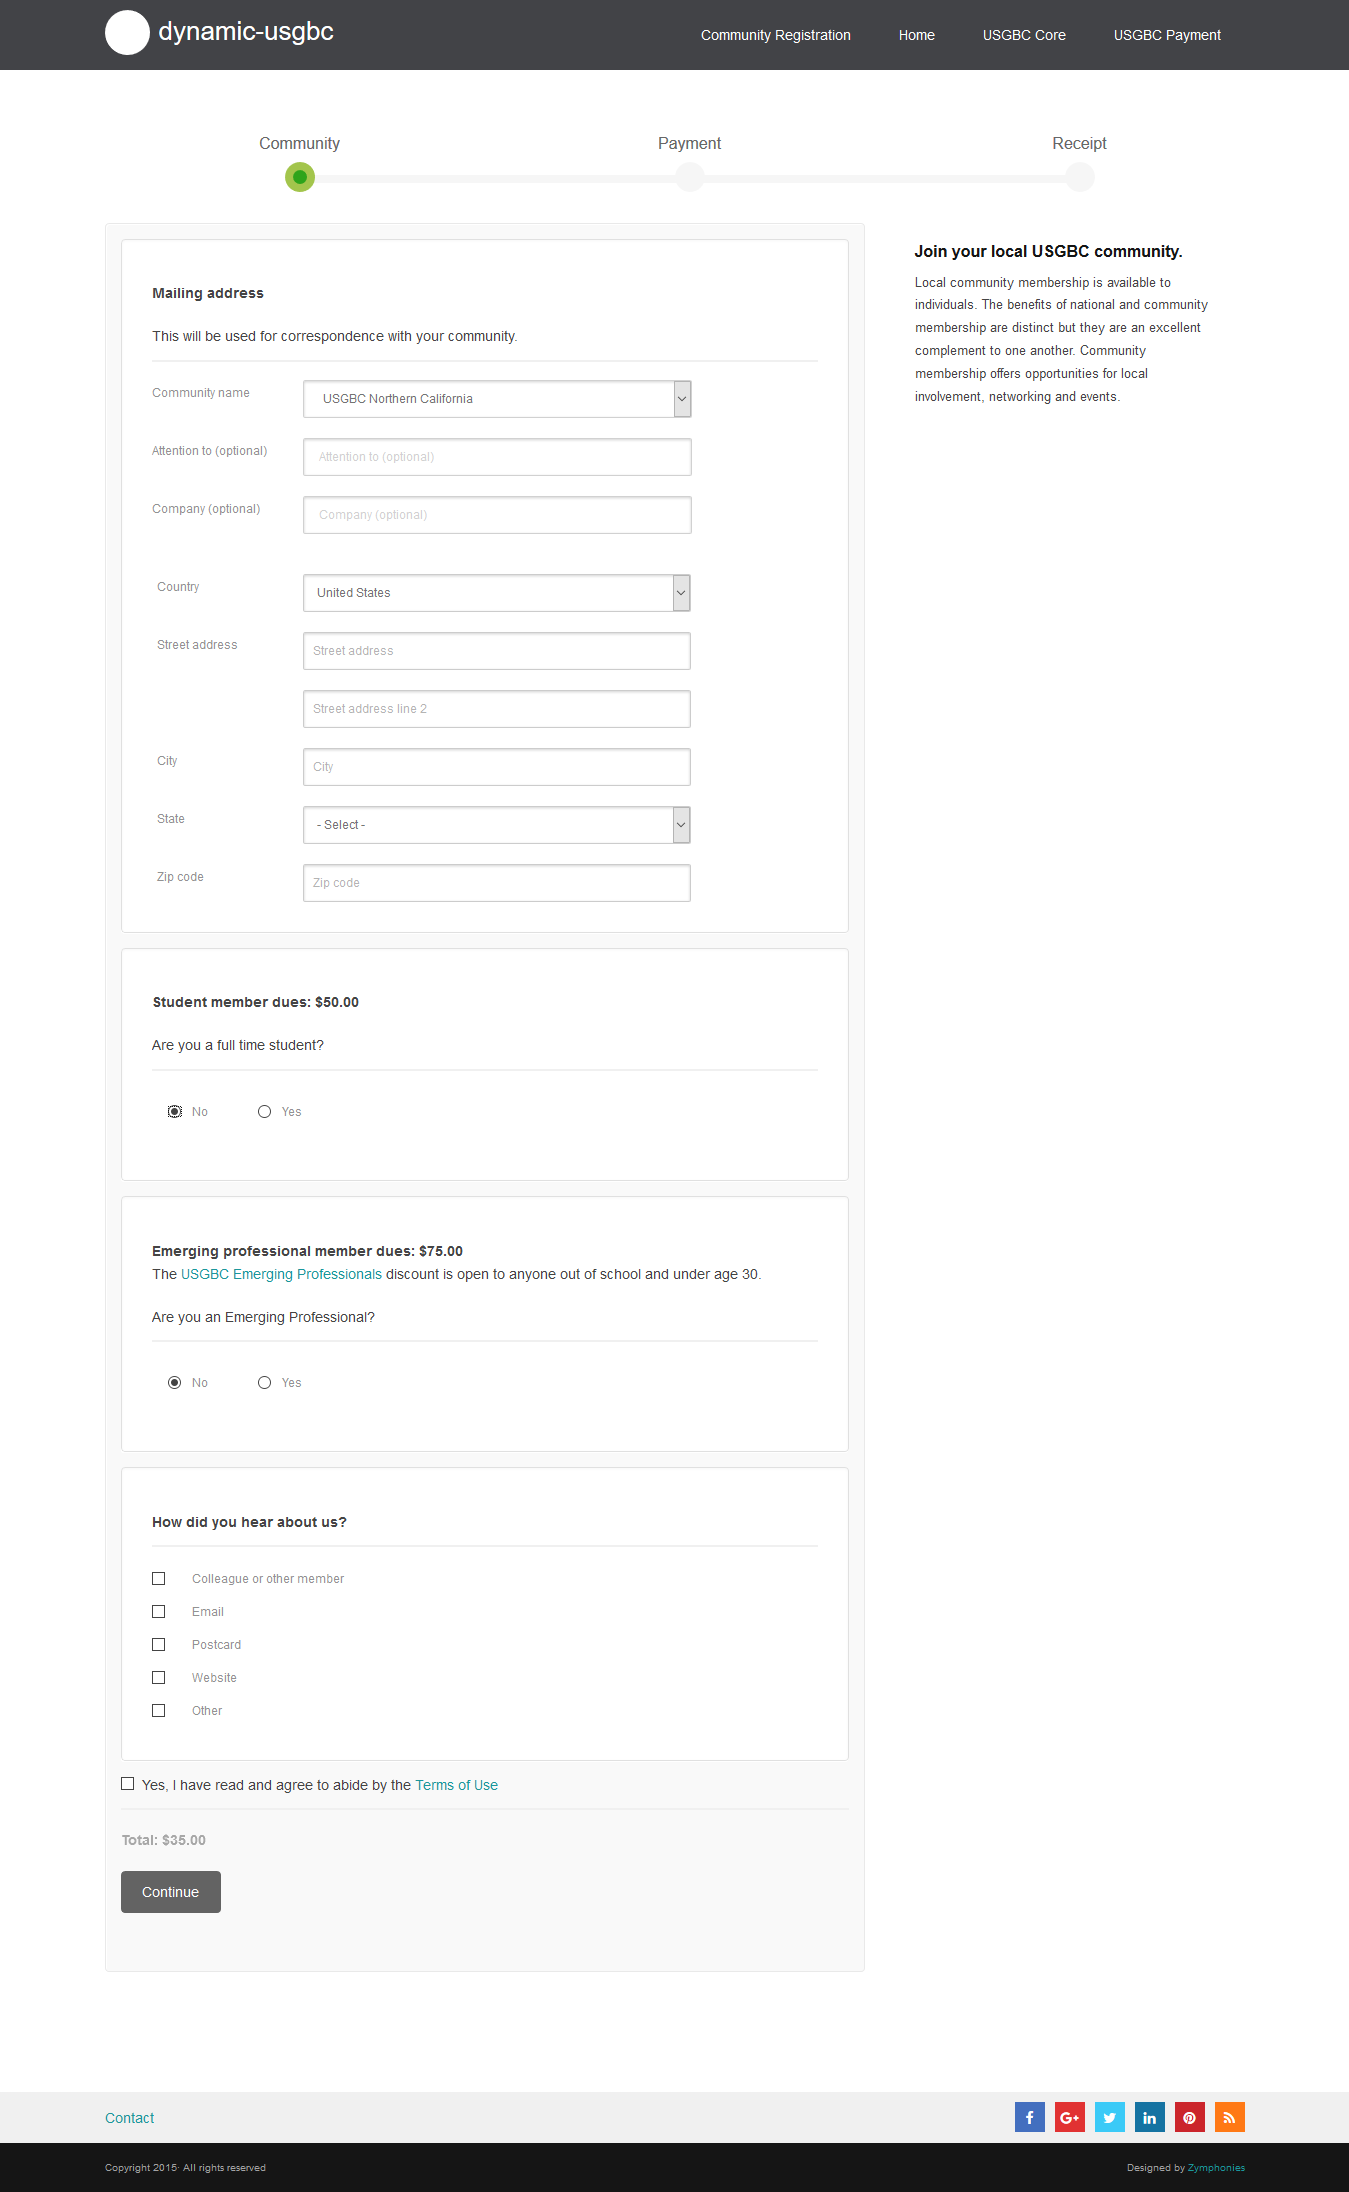 dynamic-usgbc
Community Registration
Home
USGBC Core
USGBC Payment
Community
Payment
Receipt
Mailing address
This will be used for correspondence with your community.
Community name
USGBC Northern California
Attention to (optional)
Attention to (optional)
Company (optional)
Company (optional)
Country
United States
Street address
Street address
Street address line 2
City
City
State
- Select -
Zip code
Zip code
Student member dues: $50.00
Are you a full time student?
No
Yes
Emerging professional member dues: $75.00
The USGBC Emerging Professionals discount is open to anyone out of school and under age 30.
Are you an Emerging Professional?
No
Yes
How did you hear about us?
Colleague or other member
Email
Postcard
Website
Other
Yes, I have read and agree to abide by the Terms of Use
Total: $35.00
Continue
Join your local USGBC community.
Local community membership is available to
individuals. The benefits of national and community
membership are distinct but they are an excellent
complement to one another. Community
membership offers opportunities for local
involvement, networking and events.
Contact
Copyright 2015· All rights reserved
Designed by Zymphonies